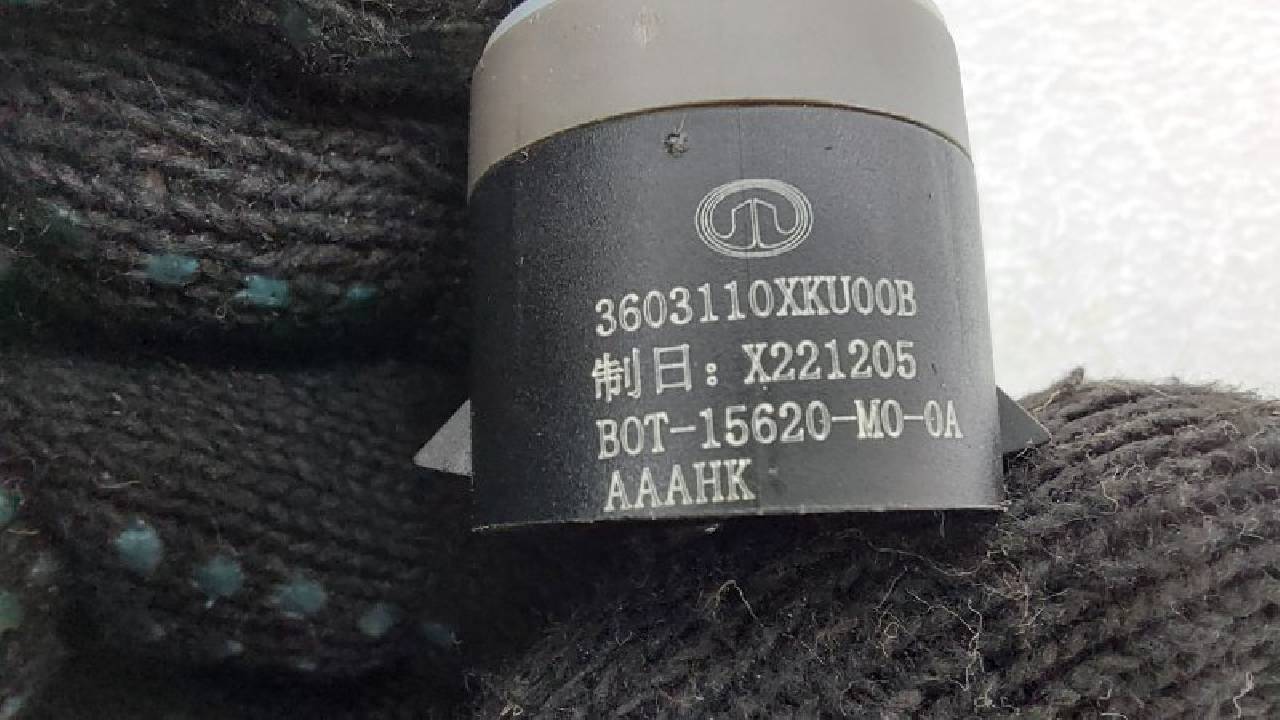 3603110XKU00B
制日：X221205
BOT-15620-M0-0A
AAAHK